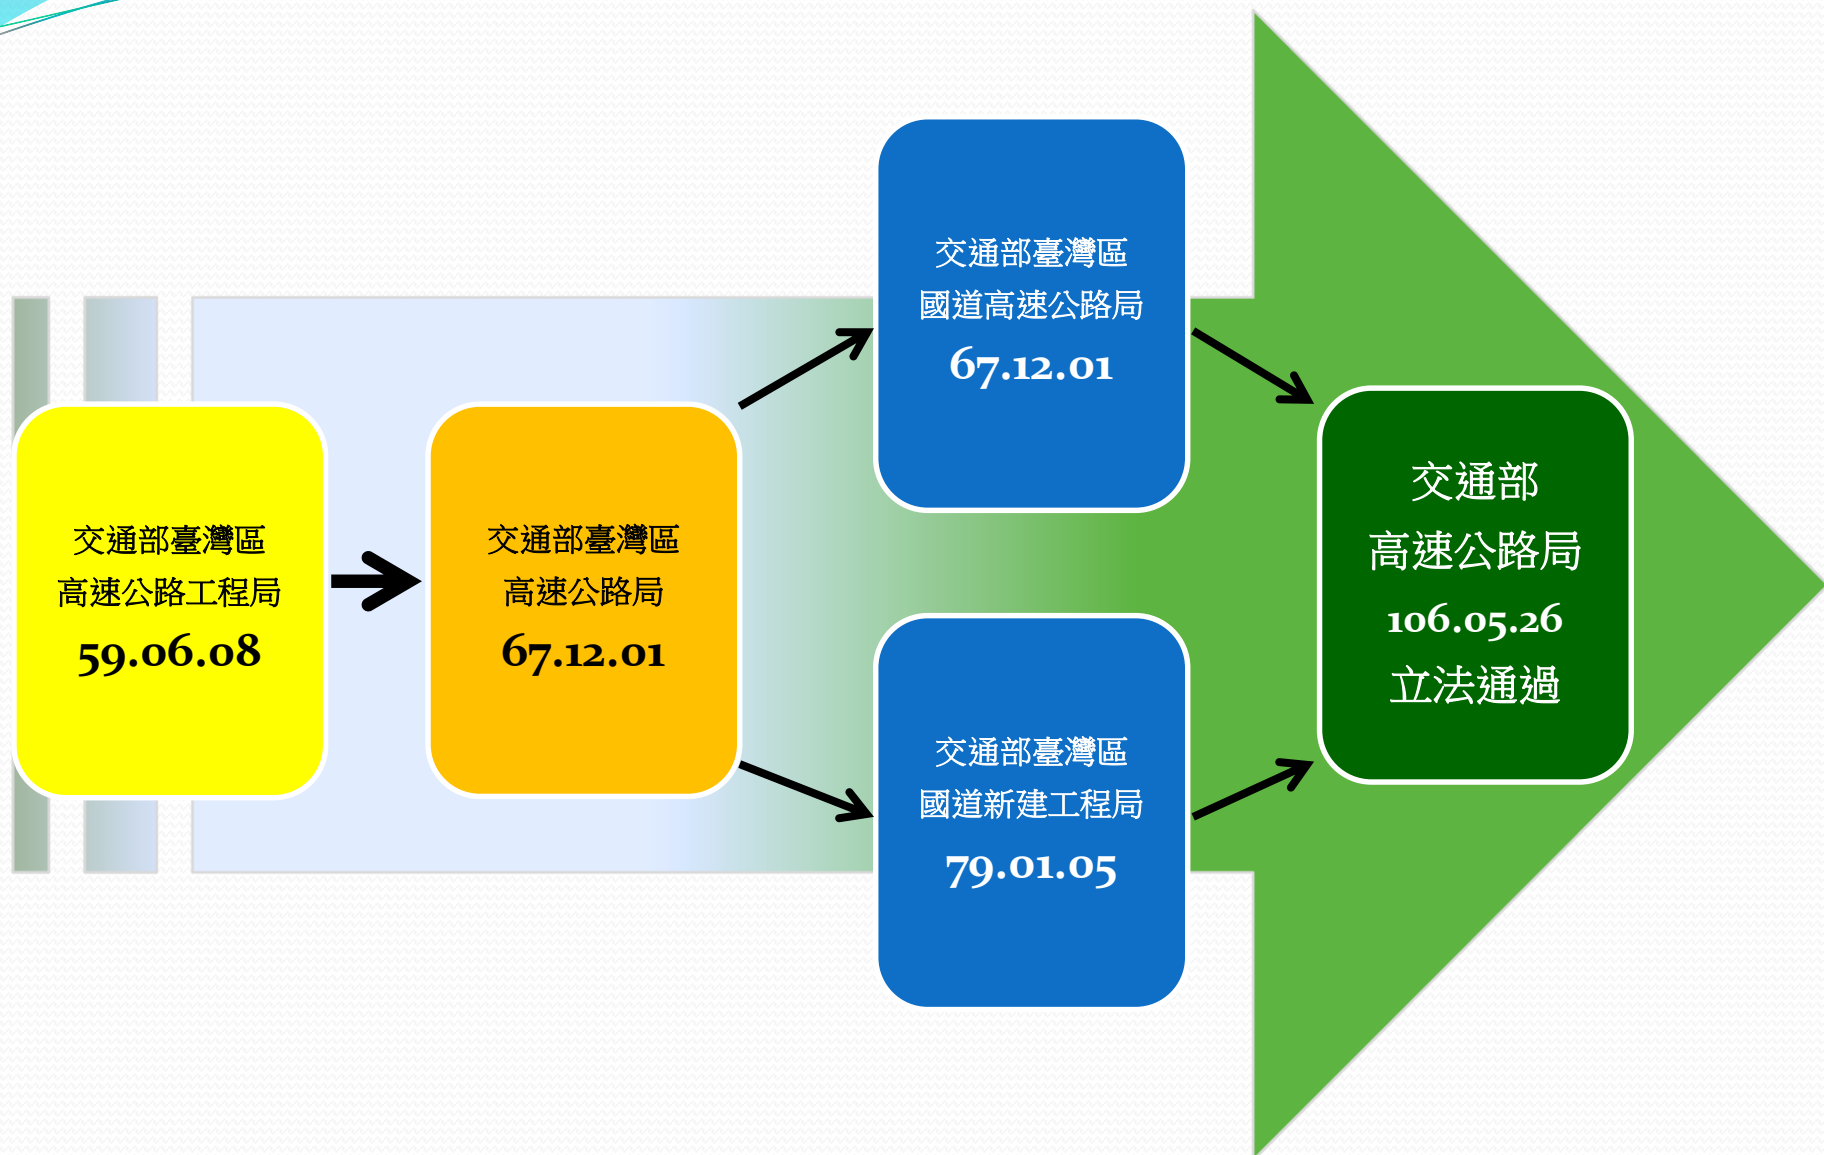 交通部臺灣區
高速公路工程局
59.06.08
交通部臺灣區
高速公路局
67.12.01
交通部臺灣區
國道高速公路局
67.12.01
交通部臺灣區
國道新建工程局
79.01.05
交通部
高速公路局
106.05.26
立法通過